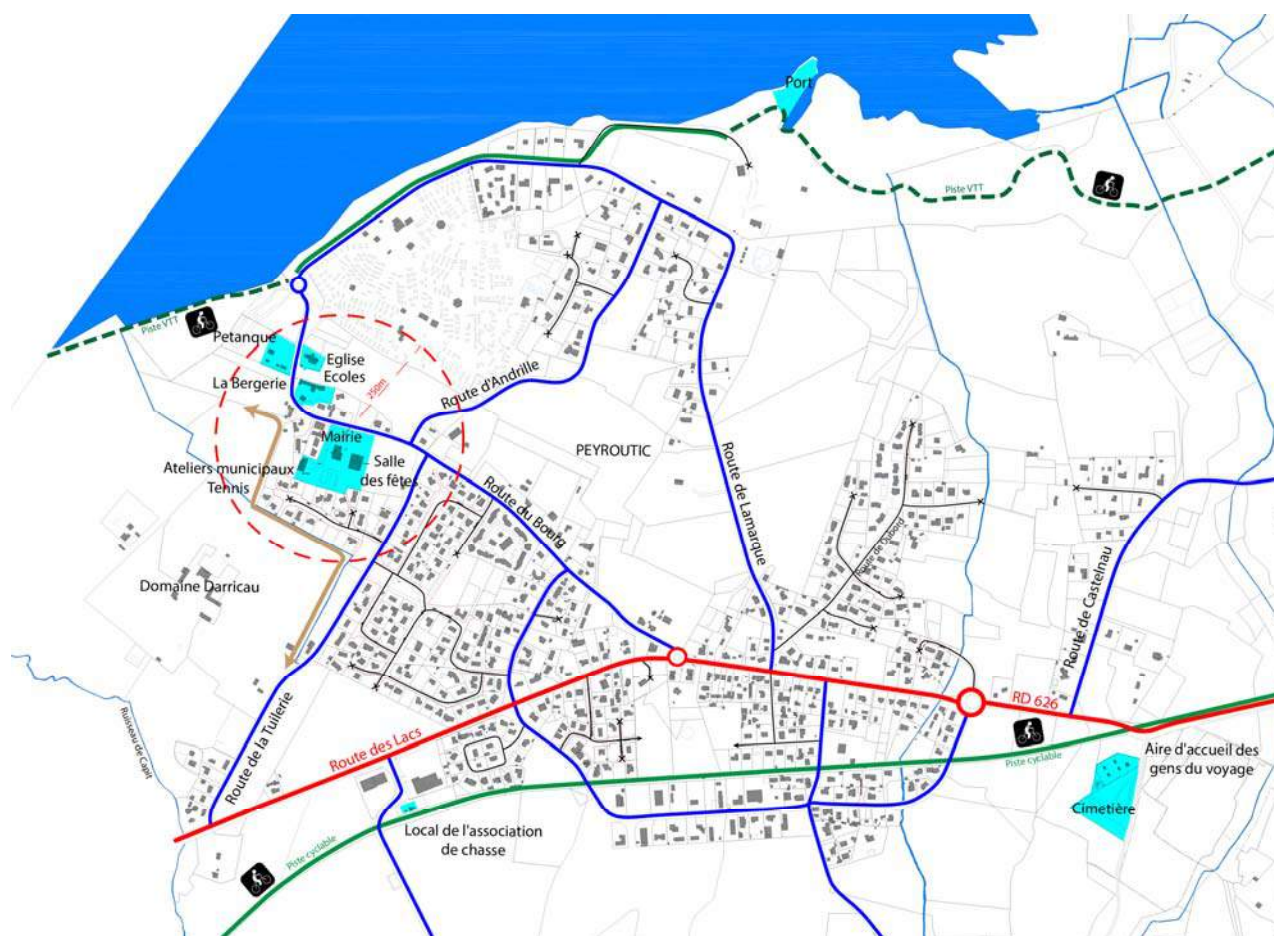 Port
Piste VTT
Piste VTT
Petanque
Eglise
Ecoles
La Bergerie
250m
Route d'Andrille
Mairie
PEYROUTIC
Ateliers municipaux
Tennis
Salle
des fêtes
Route du Bourg
Route de Lamarque
Route de Dabord
Domaine Darricau
Route de Castelnau
Ruisseau de Capit
Route de la Tuilerie
Route des Lacs
RD 626
Piste cyclable
Aire d'accueil des
gens du voyage
Cimetière
Local de l'association
de chasse
Piste cyclable